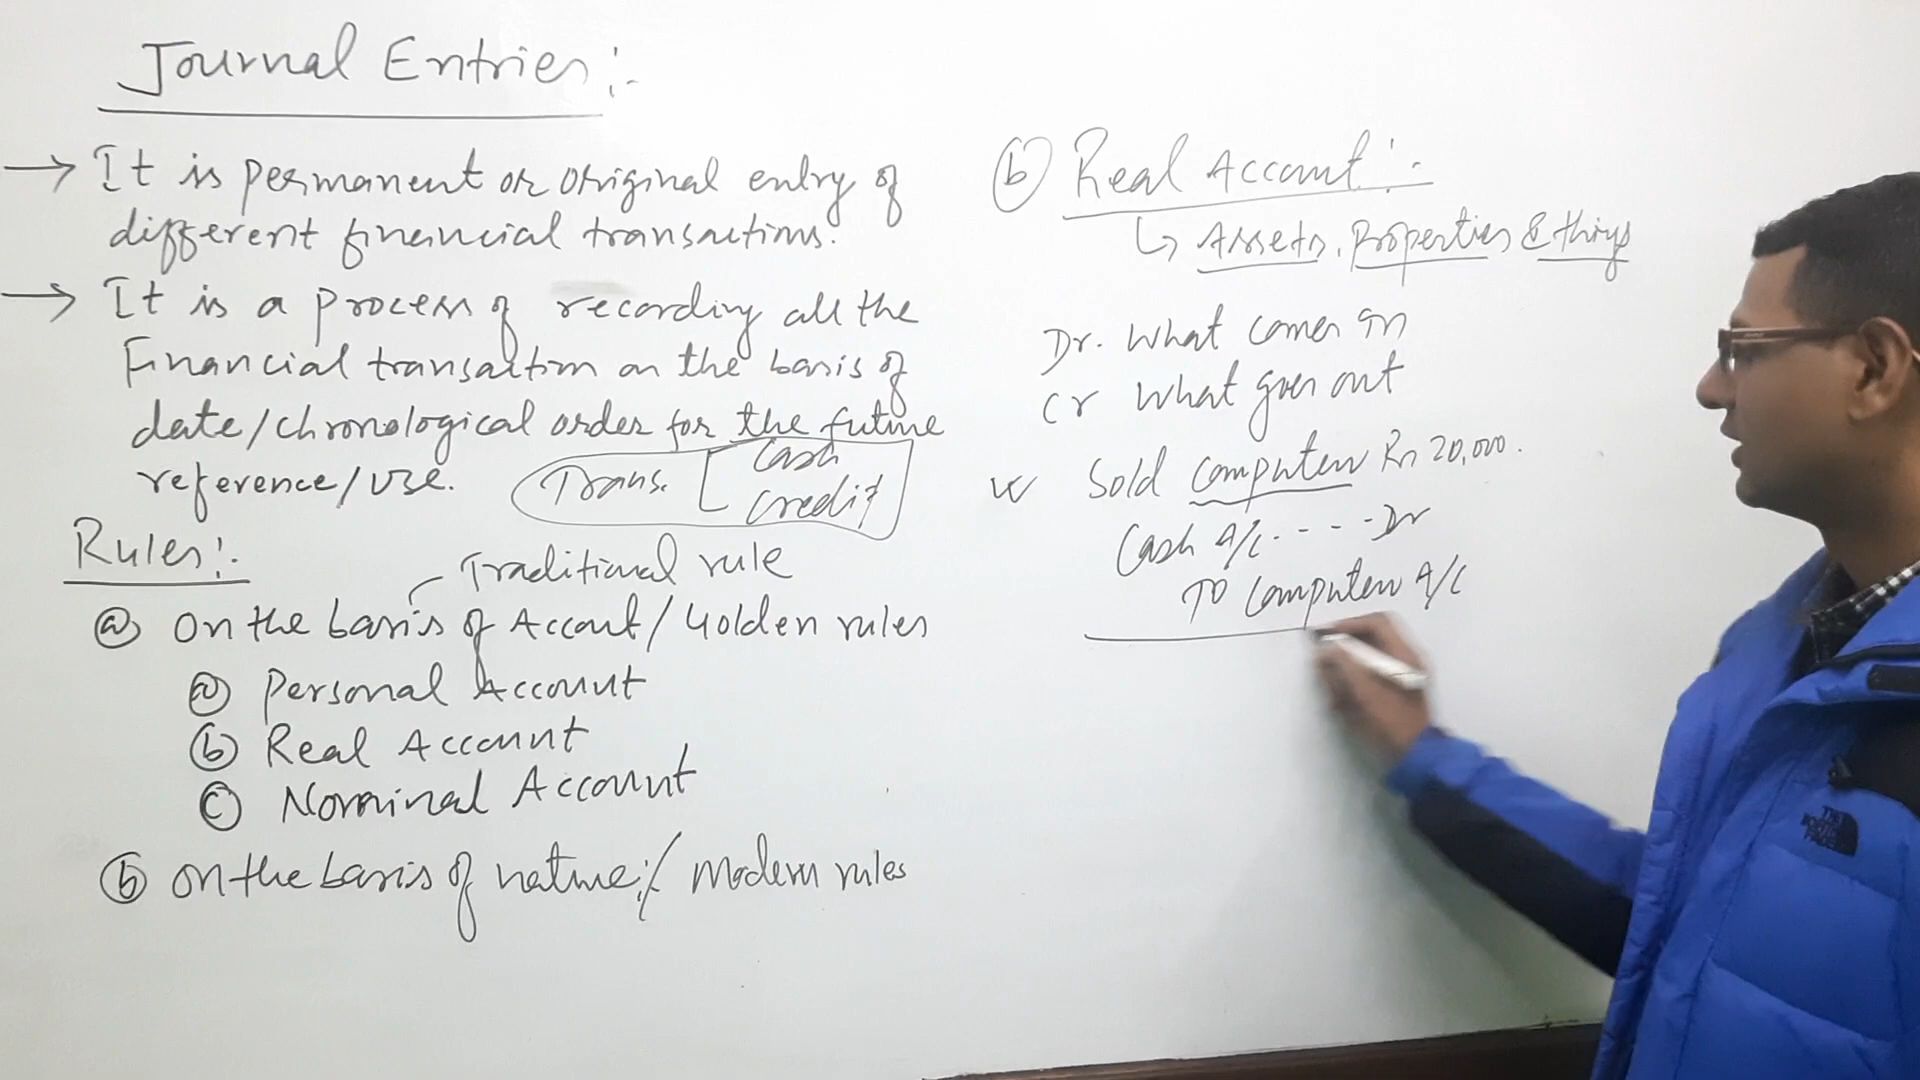 Journal Entries:-
→ It is permanent or original entry of
different financial transactions.
→ It is a process of recording all the
Financial transaction on the basis of
date/chronological order for the future
reference/use.
Trans. [ Cash
Credit
Rules:-
Traditional rule
ⓐ on the basis of Account/Golden rules
ⓐ Personal Account
ⓑ Real Account
ⓒ Nominal Account
ⓑ on the basis of nature:/ Modern rules
ⓑ Real Account:-
↳ Assets, Properties & things
Dr. What comes in
Cr What goes out
Sold Computer Rs 20,000.
Cash A/c - - - - Dr
To Computer A/c
THE NORTH FACE